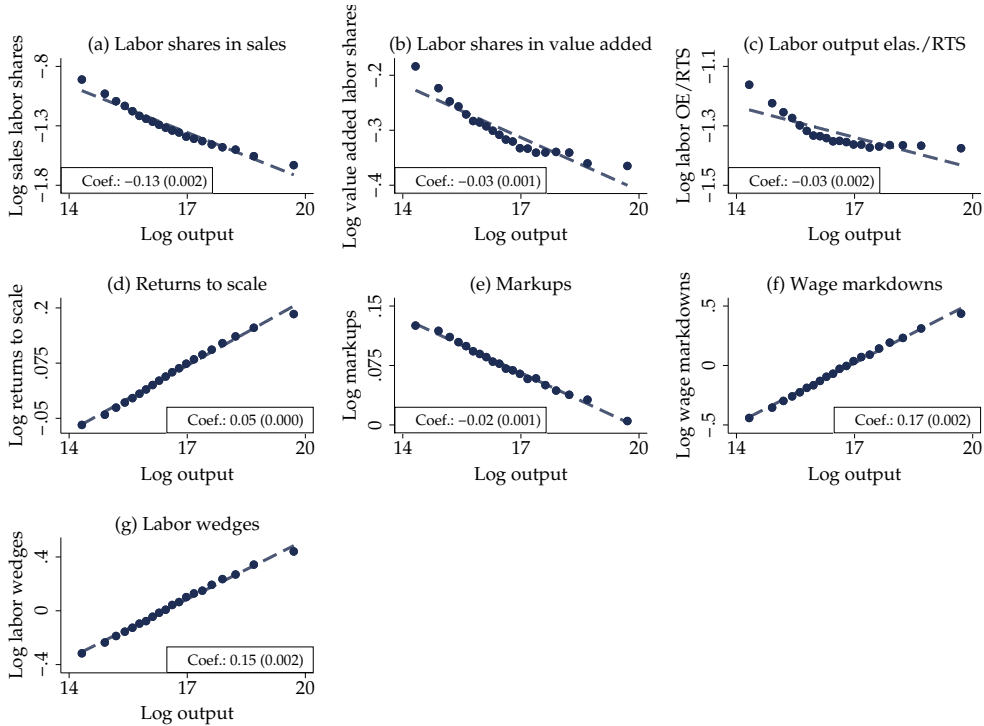 (a) Labor shares in sales
Log sales labor shares
−.8
−1.3
−1.8
Coef.: −0.13 (0.002)
14 17 20
Log output
(b) Labor shares in value added
Log value added labor shares
−.2
−.3
−.4
Coef.: −0.03 (0.001)
14 17 20
Log output
(c) Labor output elas./RTS
Log labor OE/RTS
−1.1
−1.3
−1.5
Coef.: −0.03 (0.002)
14 17 20
Log output
(d) Returns to scale
Log returns to scale
.2
.075
−.05
Coef.: 0.05 (0.000)
14 17 20
Log output
(e) Markups
Log markups
.15
.075
0
Coef.: −0.02 (0.001)
14 17 20
Log output
(f) Wage markdowns
Log wage markdowns
.5
0
−.5
Coef.: 0.17 (0.002)
14 17 20
Log output
(g) Labor wedges
Log labor wedges
.4
0
−.4
Coef.: 0.15 (0.002)
14 17 20
Log output